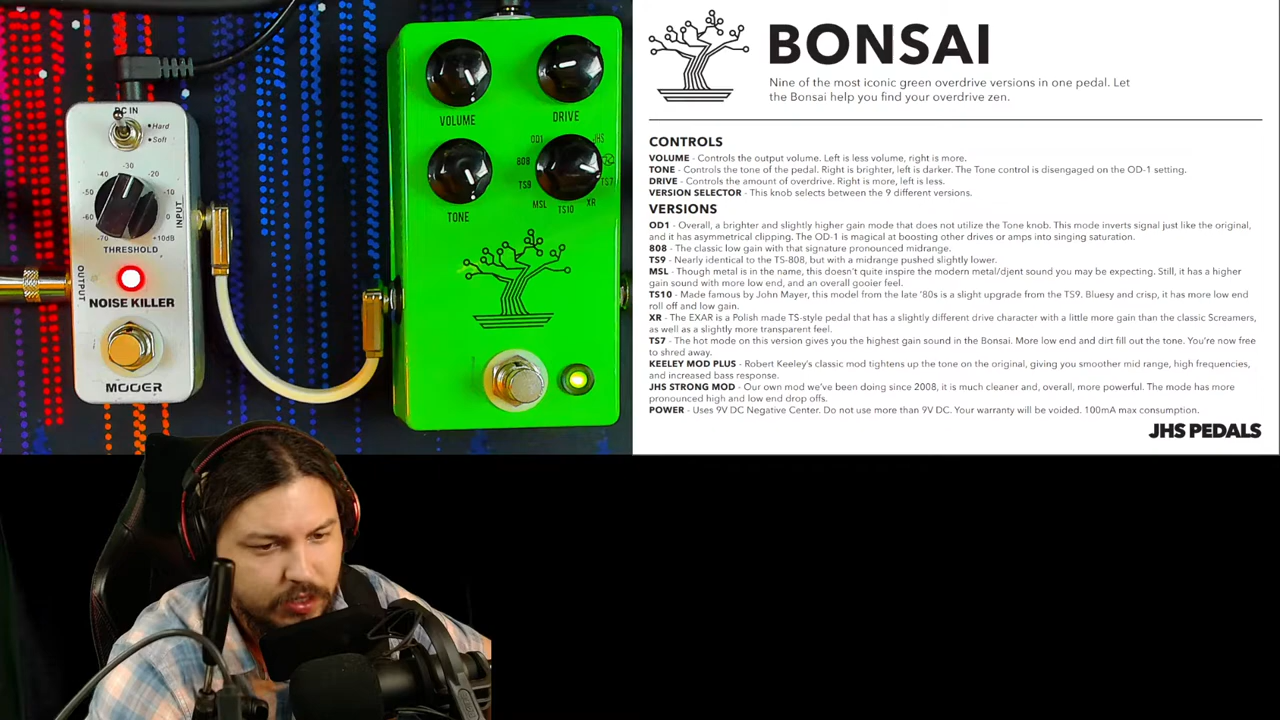 DC IN
Hard
Soft
-30
-40
-20
-50
-10
-60
-0
-70
+10dB
INPUT
THRESHOLD
OUTPUT
NOISE KILLER
MOOER
VOLUME
DRIVE
OD1
JHS
808
TS9
TS7
MSL
XR
TS10
TONE
BONSAI
Nine of the most iconic green overdrive versions in one pedal. Let
the Bonsai help you find your overdrive zen.
CONTROLS
VOLUME - Controls the output volume. Left is less volume, right is more.
TONE - Controls the tone of the pedal. Right is brighter, left is darker. The Tone control is disengaged on the OD-1 setting.
DRIVE - Controls the amount of overdrive. Right is more, left is less.
VERSION SELECTOR - This knob selects between the 9 different versions.
VERSIONS
OD1 - Overall, a brighter and slightly higher gain mode that does not utilize the Tone knob. This mode inverts signal just like the original,
and it has asymmetrical clipping. The OD-1 is magical at boosting other drives or amps into singing saturation.
808 - The classic low gain with that signature pronounced midrange.
TS9 - Nearly identical to the TS-808, but with a midrange pushed slightly lower.
MSL - Though metal is in the name, this doesn't quite inspire the modern metal/djent sound you may be expecting. Still, it has a higher
gain sound with more low end, and an overall gooier feel.
TS10 - Made famous by John Mayer, this model from the late '80s is a slight upgrade from the TS9. Bluesy and crisp, it has more low end
roll off and low gain.
XR - The EXAR is a Polish made TS-style pedal that has a slightly different drive character with a little more gain than the classic Screamers,
as well as a slightly more transparent feel.
TS7 - The hot mode on this version gives you the highest gain sound in the Bonsai. More low end and dirt fill out the tone. You're now free
to shred away.
KEELEY MOD PLUS - Robert Keeley's classic mod tightens up the tone on the original, giving you smoother mid range, high frequencies,
and increased bass response.
JHS STRONG MOD - Our own mod we've been doing since 2008, it is much cleaner and, overall, more powerful. The mode has more
pronounced high and low end drop offs.
POWER - Uses 9V DC Negative Center. Do not use more than 9V DC. Your warranty will be voided. 100mA max consumption.
JHS PEDALS